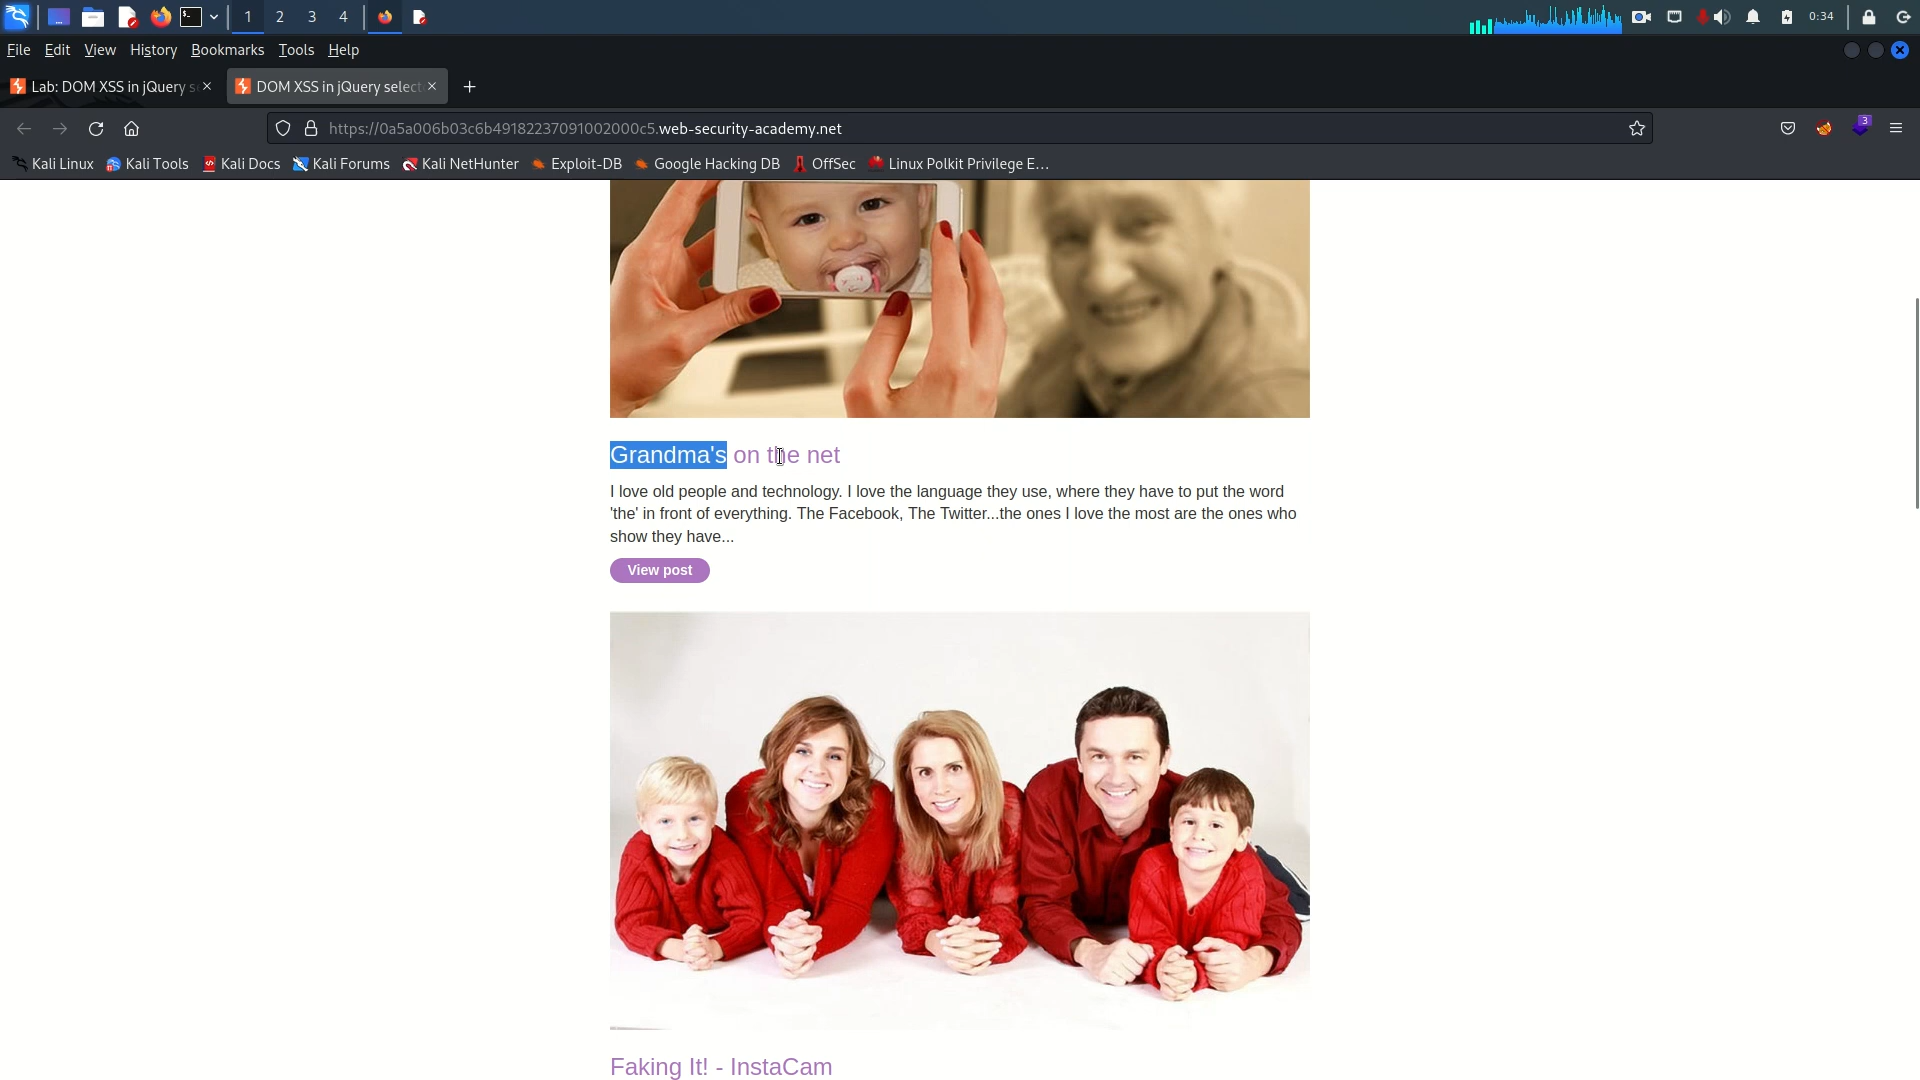 1 2 3 4 0:34
File Edit View History Bookmarks Tools Help
Lab: DOM XSS in jQuery s DOM XSS in jQuery select
https://0a5a006b03c6b49182237091002000c5.web-security-academy.net 3
Kali Linux Kali Tools Kali Docs Kali Forums Kali NetHunter Exploit-DB Google Hacking DB OffSec Linux Polkit Privilege E...
Grandma's on the net
I love old people and technology. I love the language they use, where they have to put the word
'the' in front of everything. The Facebook, The Twitter...the ones I love the most are the ones who
show they have...
View post
Faking It! - InstaCam